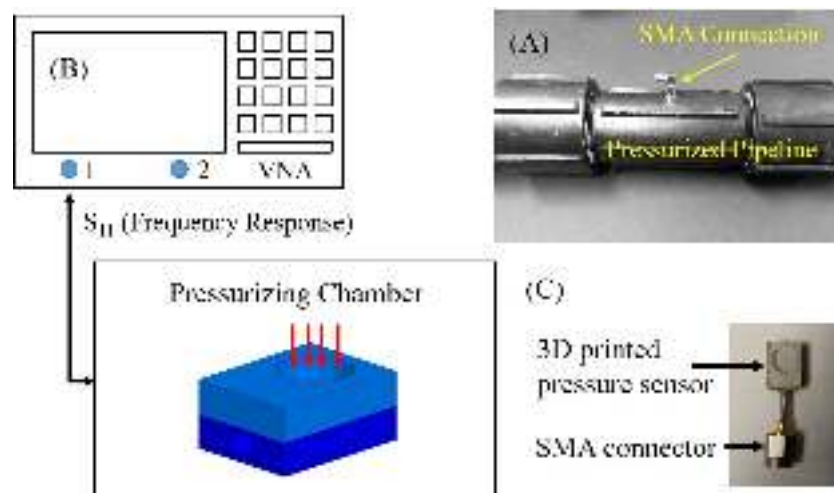 (A)
SMA Connection
Pressurized Pipeline
(B)
1
2
VNA
S11 (Frequency Response)
Pressurizing Chamber
(C)
3D printed
pressure sensor
SMA connector